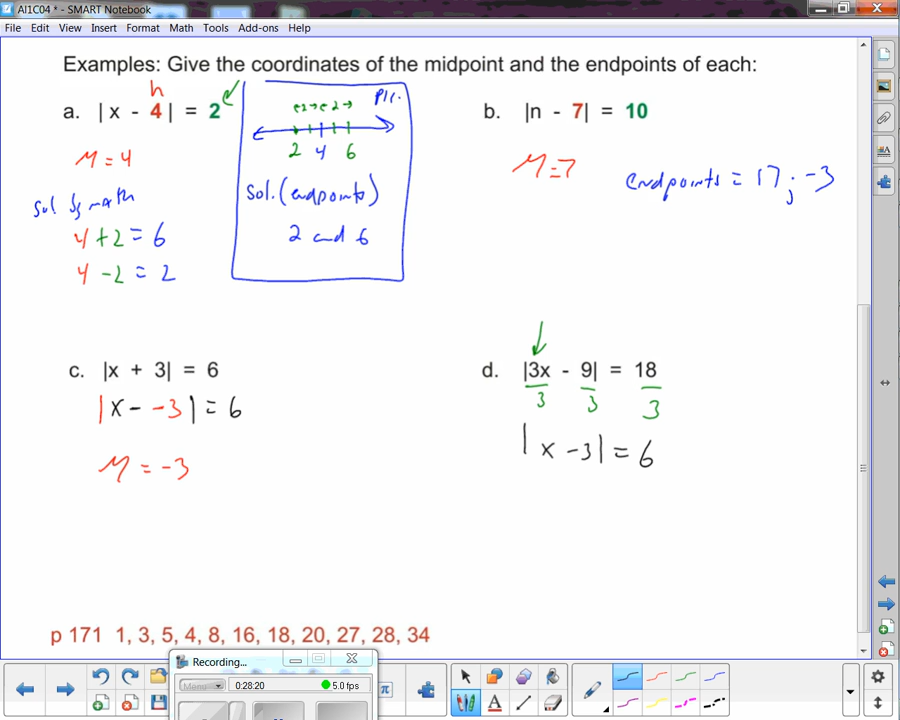 AI1C04 * - SMART Notebook
File Edit View Insert Format Math Tools Add-ons Help
Examples: Give the coordinates of the midpoint and the endpoints of each:
h
a. |x - 4| = 2
M = 4
Sol by math
4 + 2 = 6
4 - 2 = 2
←2→←2→
2 4 6
Sol. (endpoints)
2 and 6
b. |n - 7| = 10
M = 7
endpoints = 17 ; -3
c. |x + 3| = 6
|x - -3| = 6
M = -3
d. |3x - 9| = 18
3 3 3
|x - 3| = 6
p 171 1, 3, 5, 4, 8, 16, 18, 20, 27, 28, 34
Recording...
Menu
0:28:20
5.0 fps